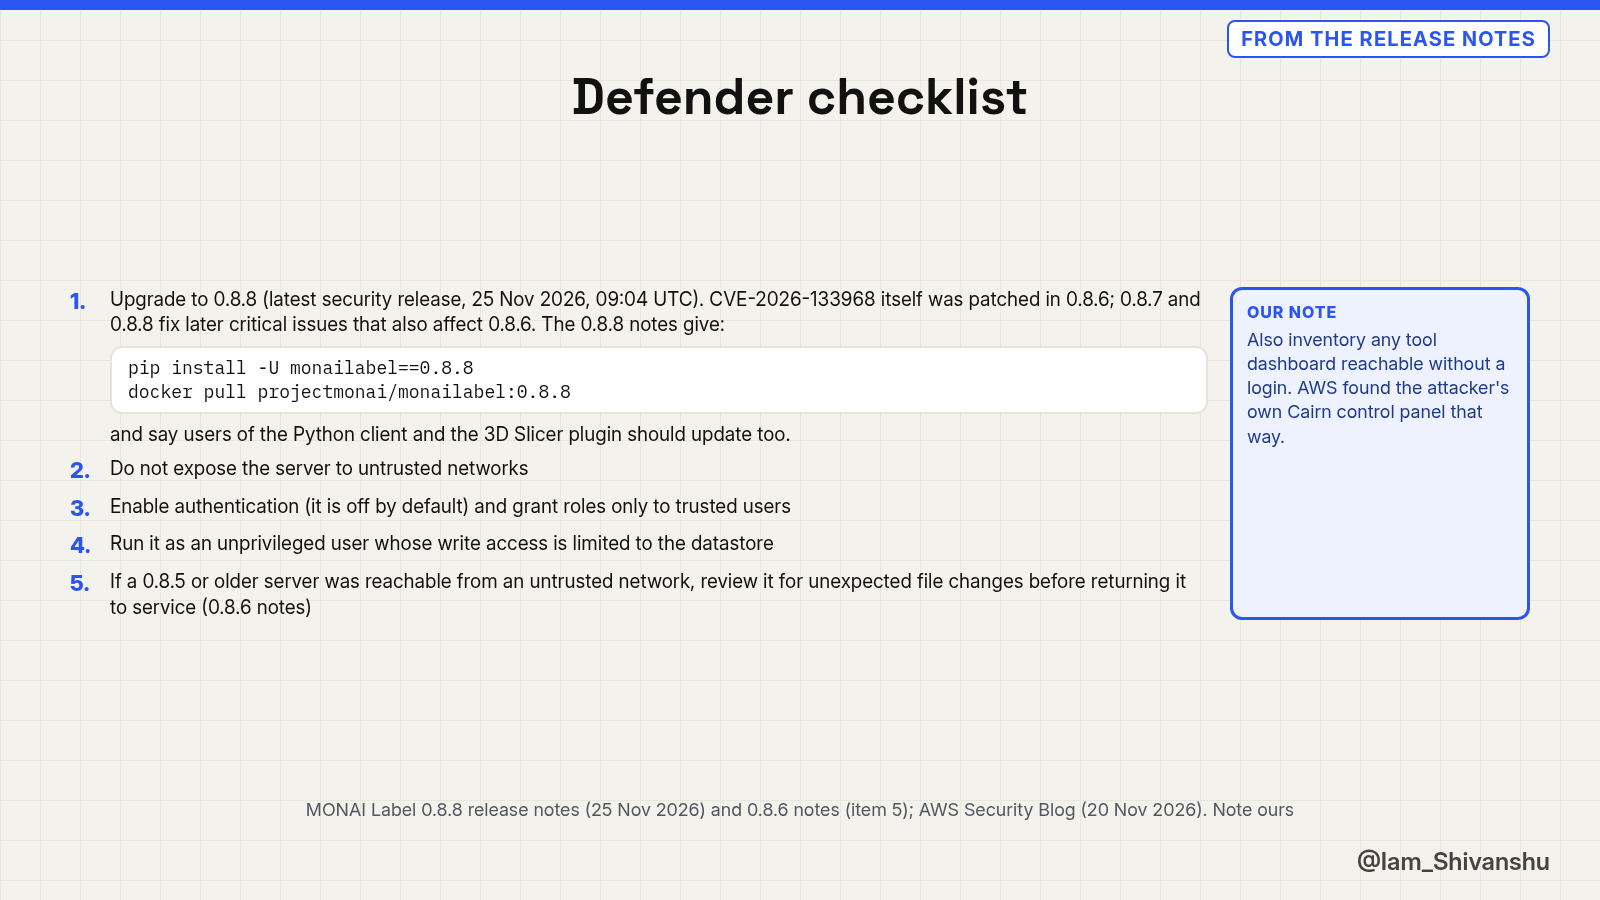 FROM THE RELEASE NOTES
Defender checklist
1. Upgrade to 0.8.8 (latest security release, 25 Nov 2026, 09:04 UTC). CVE-2026-133968 itself was patched in 0.8.6; 0.8.7 and
0.8.8 fix later critical issues that also affect 0.8.6. The 0.8.8 notes give:
pip install -U monailabel==0.8.8
docker pull projectmonai/monailabel:0.8.8
and say users of the Python client and the 3D Slicer plugin should update too.
2. Do not expose the server to untrusted networks
3. Enable authentication (it is off by default) and grant roles only to trusted users
4. Run it as an unprivileged user whose write access is limited to the datastore
5. If a 0.8.5 or older server was reachable from an untrusted network, review it for unexpected file changes before returning it
to service (0.8.6 notes)
OUR NOTE
Also inventory any tool
dashboard reachable without a
login. AWS found the attacker's
own Cairn control panel that
way.
MONAI Label 0.8.8 release notes (25 Nov 2026) and 0.8.6 notes (item 5); AWS Security Blog (20 Nov 2026). Note ours
@Iam_Shivanshu